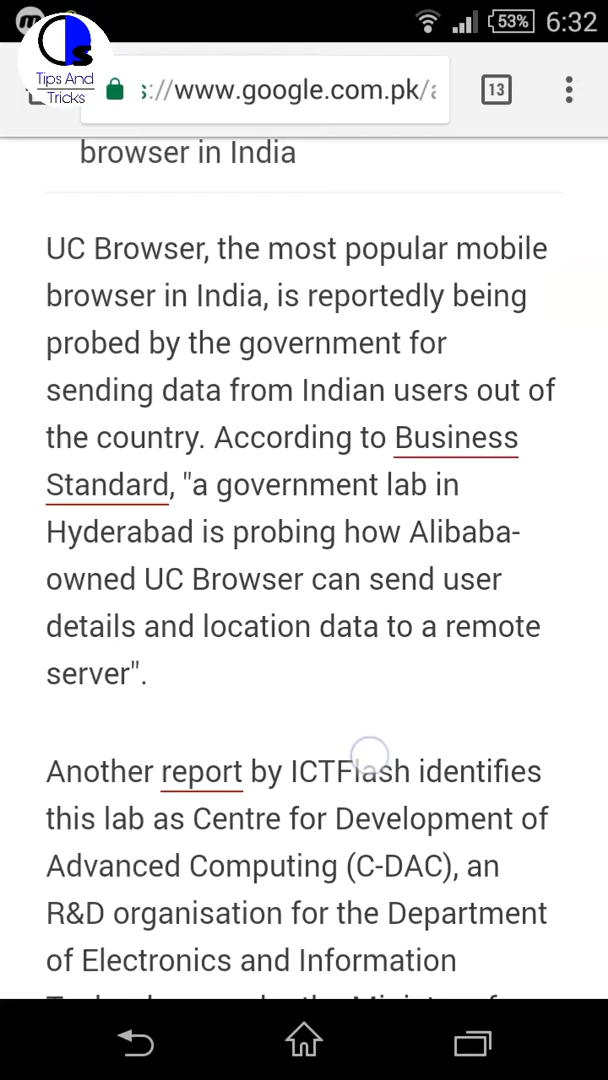 53% 6:32
Tips And
Tricks
://www.google.com.pk/a
13
browser in India
UC Browser, the most popular mobile
browser in India, is reportedly being
probed by the government for
sending data from Indian users out of
the country. According to Business
Standard, "a government lab in
Hyderabad is probing how Alibaba-
owned UC Browser can send user
details and location data to a remote
server".
Another report by ICTFlash identifies
this lab as Centre for Development of
Advanced Computing (C-DAC), an
R&D organisation for the Department
of Electronics and Information